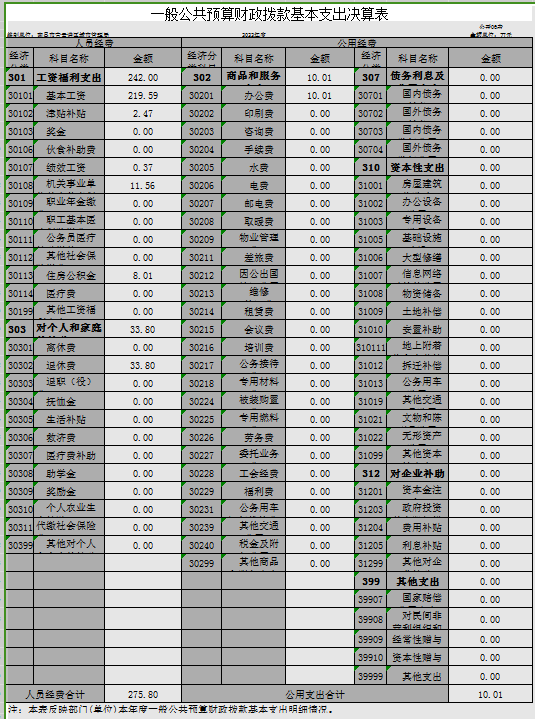 一般公共预算财政拨款基本支出决算表
公开06表
2022年度 金额单位：万元
人员经费 公用经费
经济 科目名称 金额 经济分 科目名称 金额 经济 科目名称 金额
301 工资福利支出 242.00 302 商品和服务 10.01 307 债务利息及 0.00
30101 基本工资 219.59 30201 办公费 10.01 30701 国内债务 0.00
30102 津贴补贴 2.47 30202 印刷费 0.00 30702 国外债务 0.00
30103 奖金 0.00 30203 咨询费 0.00 30703 国内债务 0.00
30106 伙食补助费 0.00 30204 手续费 0.00 30704 国外债务 0.00
30107 绩效工资 0.37 30205 水费 0.00 310 资本性支出 0.00
30108 机关事业单 11.56 30206 电费 0.00 31001 房屋建筑 0.00
30109 职业年金缴 0.00 30207 邮电费 0.00 31002 办公设备 0.00
30110 职工基本医 0.00 30208 取暖费 0.00 31003 专用设备 0.00
30111 公务员医疗 0.00 30209 物业管理 0.00 31005 基础设施 0.00
30112 其他社会保 0.00 30211 差旅费 0.00 31006 大型修缮 0.00
30113 住房公积金 8.01 30212 因公出国 0.00 31007 信息网络 0.00
30114 医疗费 0.00 30213 维修 0.00 31008 物资储备 0.00
30199 其他工资福 0.00 30214 租赁费 0.00 31009 土地补偿 0.00
303 对个人和家庭 33.80 30215 会议费 0.00 31010 安置补助 0.00
30301 离休费 0.00 30216 培训费 0.00 310111 地上附着 0.00
30302 退休费 33.80 30217 公务接待 0.00 31012 拆迁补偿 0.00
30303 退职（役） 0.00 30218 专用材料 0.00 31013 公务用车 0.00
30304 抚恤金 0.00 30224 被装购置 0.00 31019 其他交通 0.00
30305 生活补贴 0.00 30225 专用燃料 0.00 31021 文物和陈 0.00
30306 救济费 0.00 30226 劳务费 0.00 31022 无形资产 0.00
30307 医疗费补助 0.00 30227 委托业务 0.00 31099 其他资本 0.00
30308 助学金 0.00 30228 工会经费 0.00 312 对企业补助 0.00
30309 奖励金 0.00 30229 福利费 0.00 31201 资本金注 0.00
30310 个人农业生 0.00 30231 公务用车 0.00 31203 政府投资 0.00
30311 代缴社会保险 0.00 30239 其他交通 0.00 31204 费用补贴 0.00
30399 其他对个人 0.00 30240 税金及附 0.00 31205 利息补贴 0.00
30299 其他商品 0.00 31299 其他对企 0.00
399 其他支出 0.00
39907 国家赔偿 0.00
39908 对民间非 0.00
39909 经常性赠与 0.00
39910 资本性赠与 0.00
39999 其他支出 0.00
人员经费合计 275.80 公用支出合计 10.01
注：本表反映部门(单位)本年度一般公共预算财政拨款基本支出明细情况。